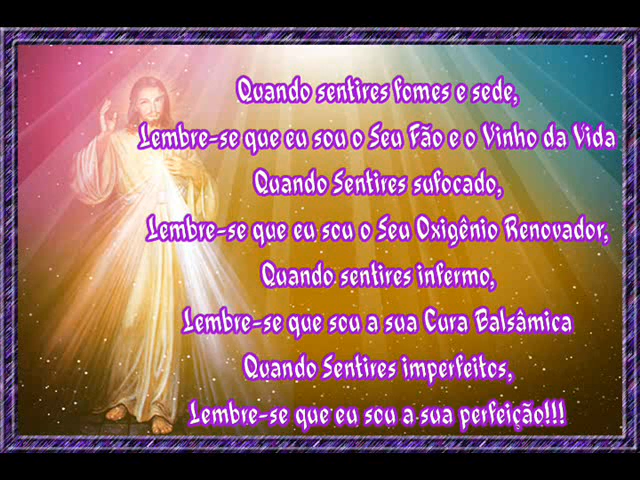 Quando sentires fomes e sede,
Lembre-se que eu sou o Seu Pão e o Vinho da Vida
Quando Sentires sufocado,
Lembre-se que eu sou o Seu Oxigênio Renovador,
Quando sentires infermo,
Lembre-se que sou a sua Cura Balsâmica
Quando Sentires imperfeitos,
Lembre-se que eu sou a sua perfeição!!!